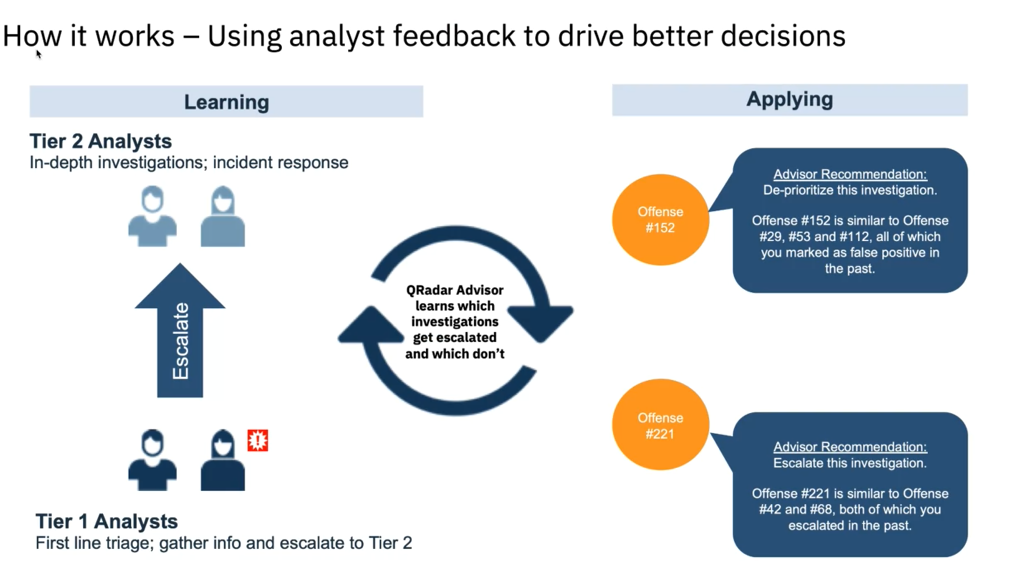 How it works – Using analyst feedback to drive better decisions
Learning
Tier 2 Analysts
In-depth investigations; incident response
Escalate
Tier 1 Analysts
First line triage; gather info and escalate to Tier 2
QRadar Advisor
learns which
investigations
get escalated
and which don't
Applying
Offense
#152
Advisor Recommendation:
De-prioritize this investigation.
Offense #152 is similar to Offense
#29, #53 and #112, all of which
you marked as false positive in
the past.
Offense
#221
Advisor Recommendation:
Escalate this investigation.
Offense #221 is similar to Offense
#42 and #68, both of which you
escalated in the past.